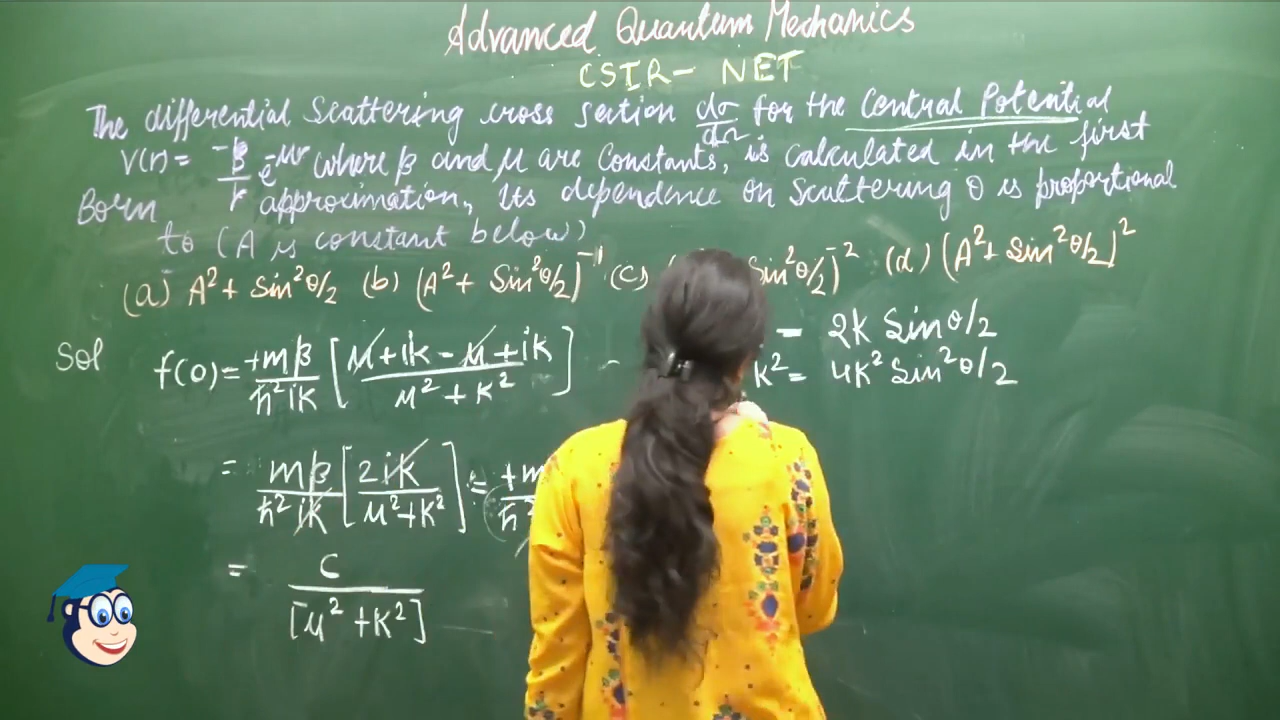 Advanced Quantum Mechanics
CSIR- NET
The differential Scattering cross section dσ/dΩ for the Central Potential
V(r) = -β/r e^-μr where β and μ are constants, is calculated in the first
Born approximation, Its dependence on scattering θ is proportional
to (A is constant below)
(a) A²+ Sin²θ/2 (b) (A²+ Sin²θ/2)^-1 (c) Sin²θ/2)^-2 (d) (A²+ Sin²θ/2)^2
Sol f(θ) = +mβ/ħ²ik [μ+ik-μ+ik / μ²+k²] - 2k Sinθ/2
k² = 4k² Sin²θ/2
= mβ/ħ²ik [2ik / μ²+k²] = +m/ħ²
= c / [μ²+k²]